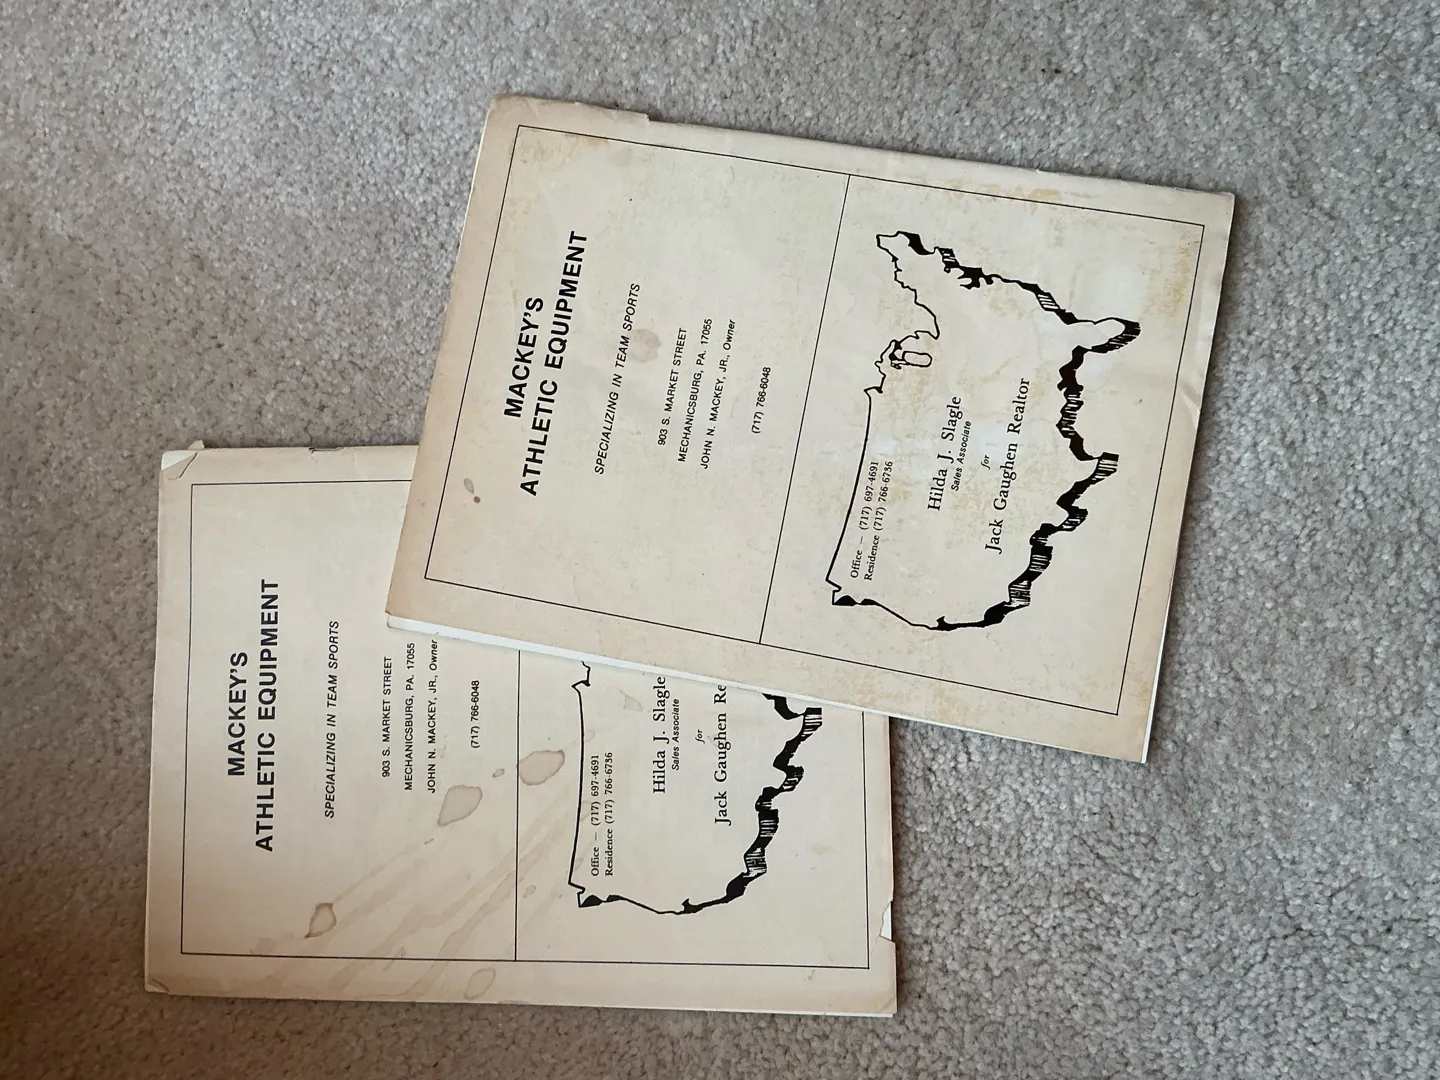 MACKEY'S
ATHLETIC EQUIPMENT
SPECIALIZING IN TEAM SPORTS
903 S. MARKET STREET
MECHANICSBURG, PA. 17055
JOHN N. MACKEY, JR., Owner
(717) 766-6048
Office — (717) 697-4691
Residence (717) 766-6736
Hilda J. Slagle
Sales Associate
for
Jack Gaughen Realtor
MACKEY'S
ATHLETIC EQUIPMENT
SPECIALIZING IN TEAM SPORTS
903 S. MARKET STREET
MECHANICSBURG, PA. 17055
JOHN N. MACKEY, JR., Owner
(717) 766-6048
Office — (717) 697-4691
Residence (717) 766-6736
Hilda J. Slagle
Sales Associate
for
Jack Gaughen Re